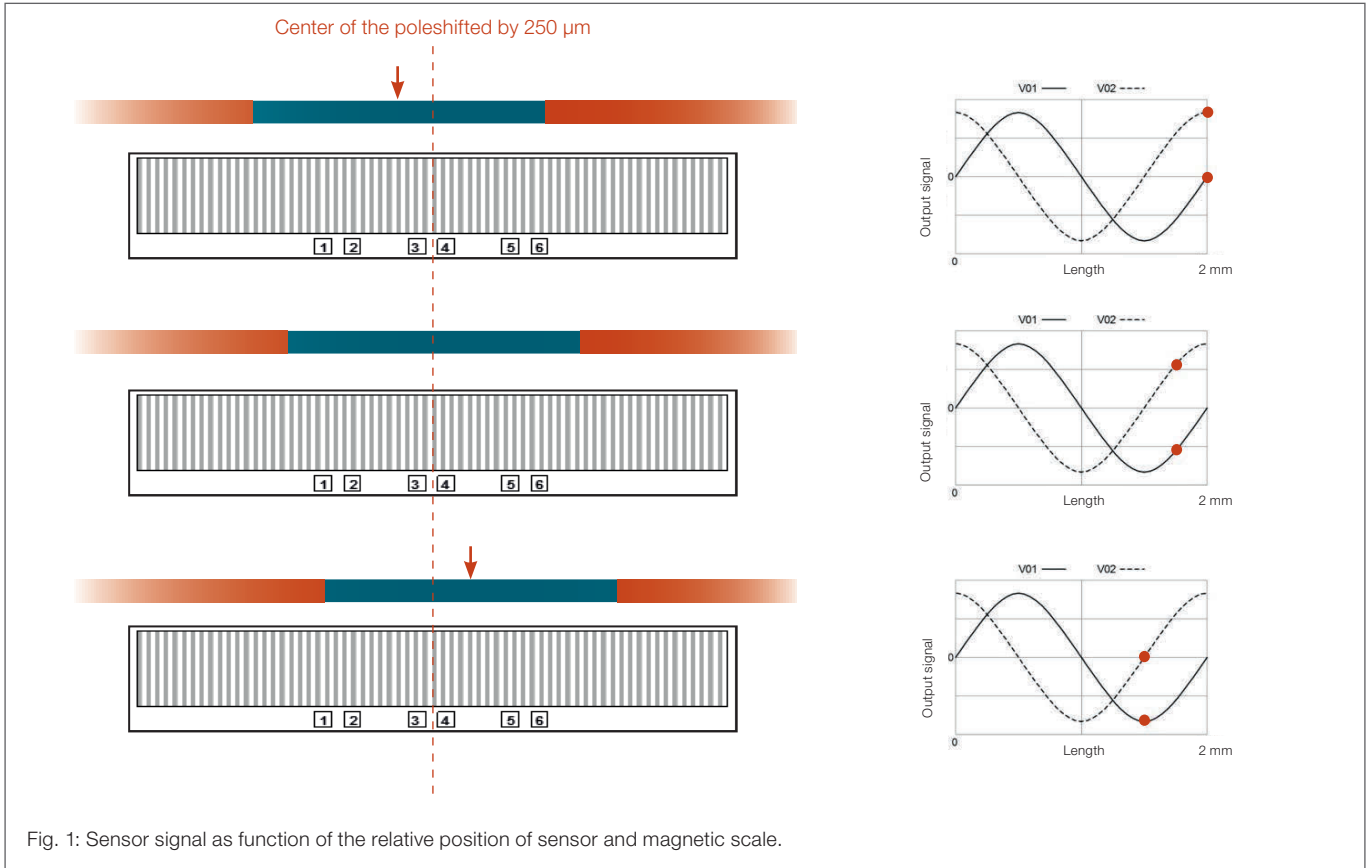 Center of the poleshifted by 250 µm
1 2 3 4 5 6
V01 V02
Output signal
0
0
Length
2 mm
1 2 3 4 5 6
V01 V02
Output signal
0
0
Length
2 mm
1 2 3 4 5 6
V01 V02
Output signal
0
0
Length
2 mm
Fig. 1: Sensor signal as function of the relative position of sensor and magnetic scale.